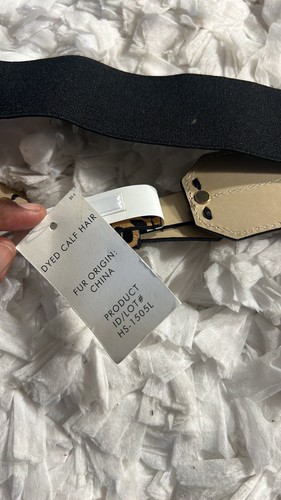 DYED CALF HAIR
FUR ORIGIN:
CHINA
PRODUCT
ID/LOT#
HS-1505L